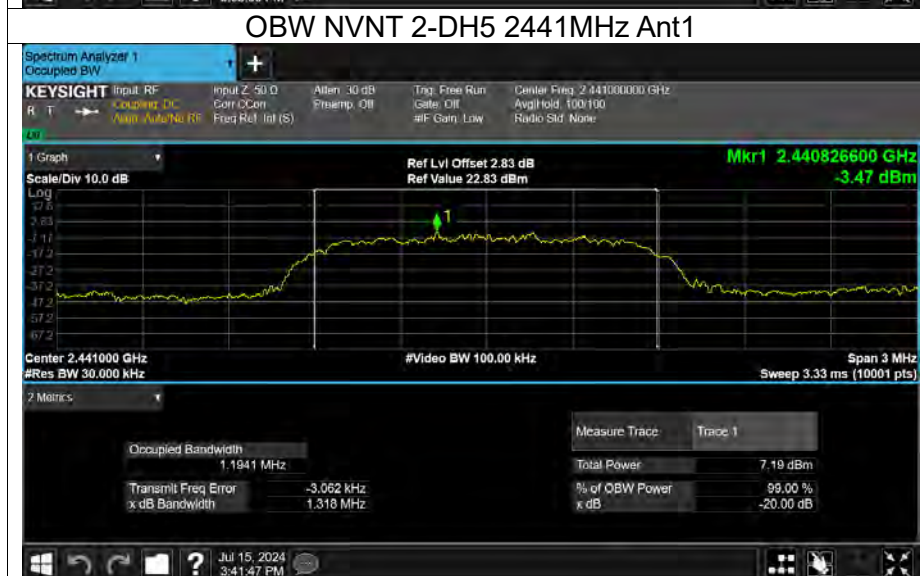 OBW NVNT 2-DH5 2441MHz Ant1
Spectrum Analyzer 1
Occupied BW
KEYSIGHT Input: RF
R T
Coupling: DC
Align: Auto/No RF
Input Z: 50 Ω
Corr CCorr
Freq Ref: Int (S)
Atten: 30 dB
Preamp: Off
Trig: Free Run
Gate: Off
#IF Gain: Low
Center Freq: 2.441000000 GHz
Avg|Hold: 100/100
Radio Std: None
1 Graph
Scale/Div 10.0 dB
Ref Lvl Offset 2.83 dB
Ref Value 22.83 dBm
Mkr1 2.440826600 GHz
-3.47 dBm
Log
2.83
-17.2
-27.2
-37.2
-47.2
-57.2
-67.2
1
Center 2.441000 GHz
#Res BW 30.000 kHz
#Video BW 100.00 kHz
Span 3 MHz
Sweep 3.33 ms (10001 pts)
2 Metrics
Occupied Bandwidth
1.1941 MHz
Transmit Freq Error -3.062 kHz
x dB Bandwidth 1.318 MHz
Measure Trace Trace 1
Total Power 7.19 dBm
% of OBW Power 99.00 %
x dB -20.00 dB
Jul 15, 2024
3:41:47 PM